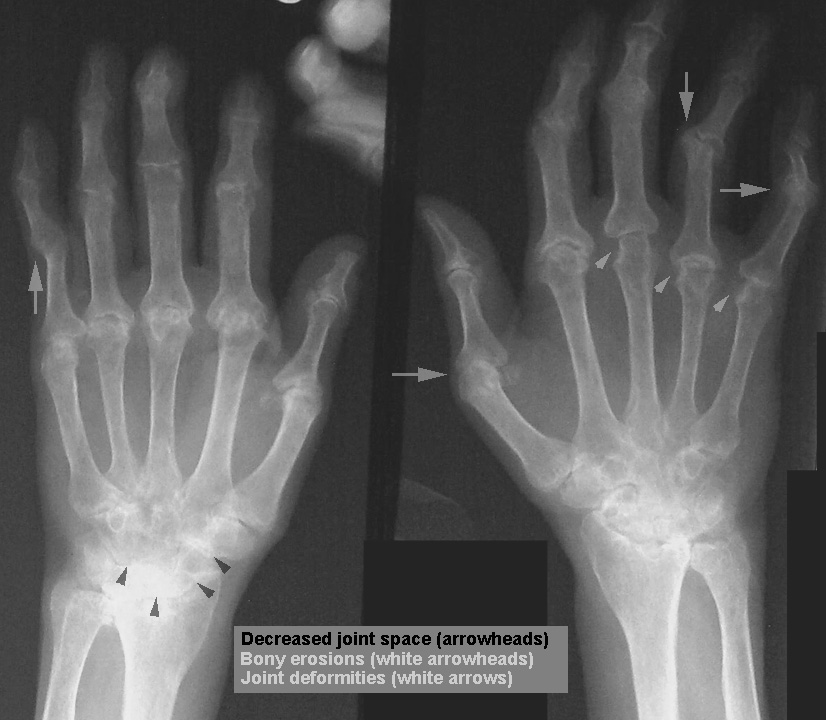 Decreased joint space (arrowheads)
Bony erosions (white arrowheads)
Joint deformities (white arrows)